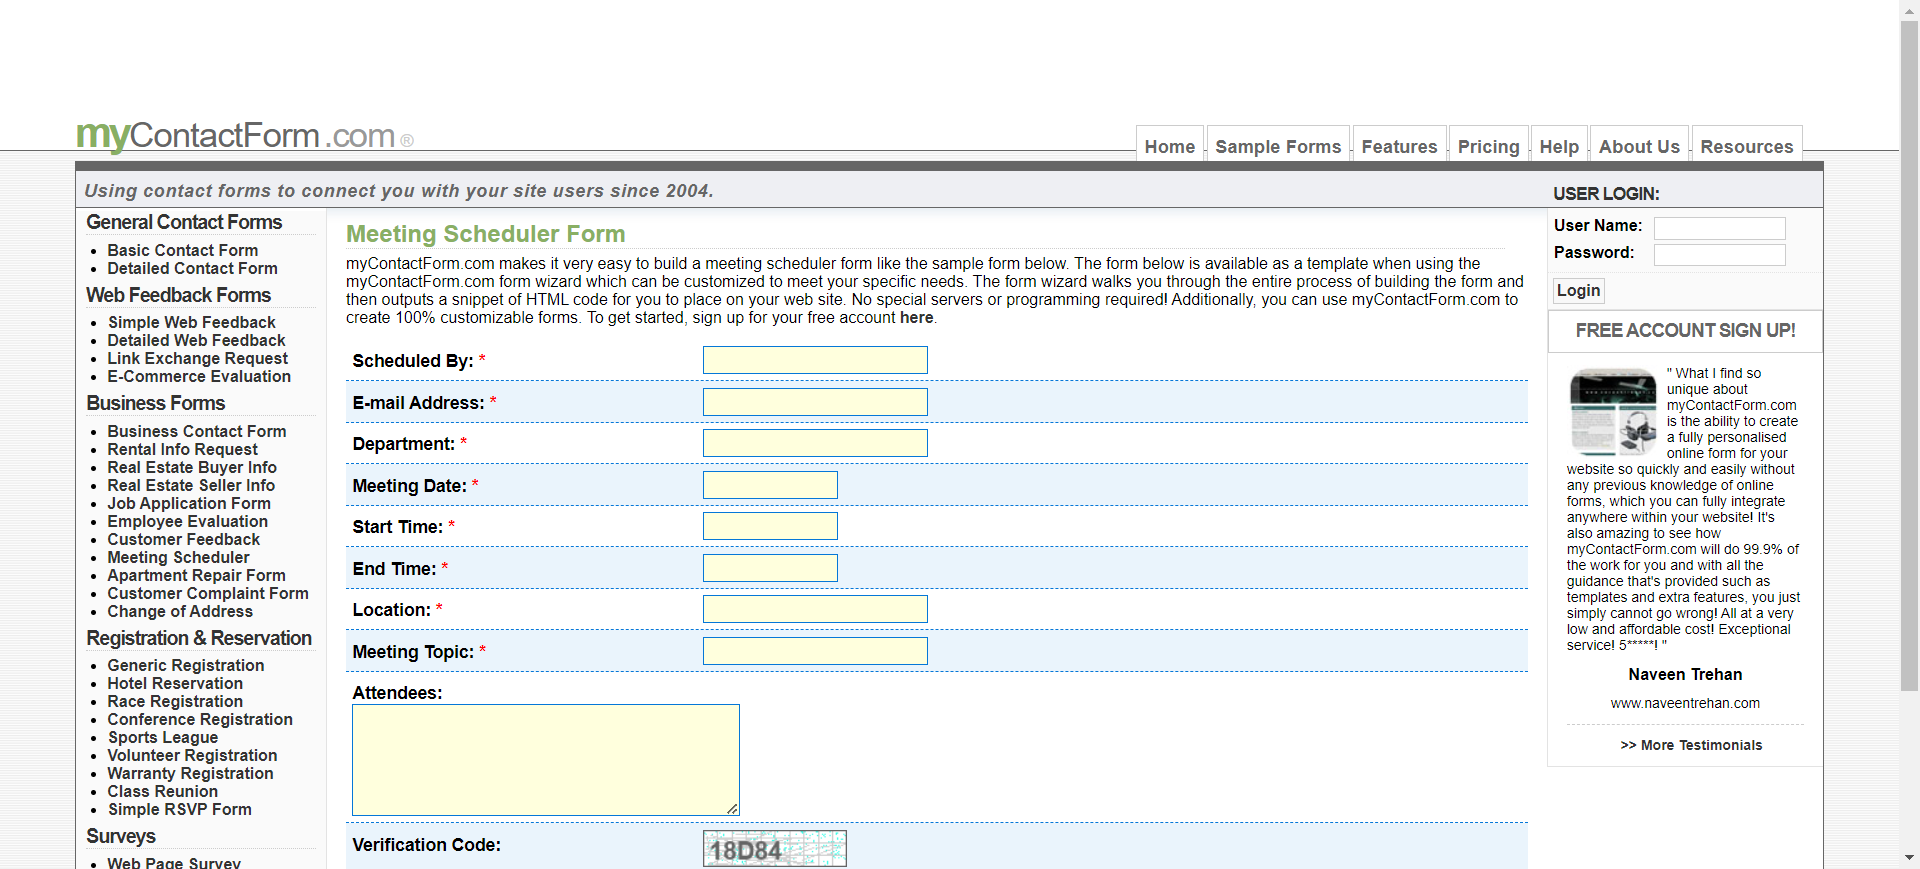 myContactForm.com®
Home
Sample Forms
Features
Pricing
Help
About Us
Resources
Using contact forms to connect you with your site users since 2004.
USER LOGIN:
General Contact Forms
Basic Contact Form
Detailed Contact Form
Web Feedback Forms
Simple Web Feedback
Detailed Web Feedback
Link Exchange Request
E-Commerce Evaluation
Business Forms
Business Contact Form
Rental Info Request
Real Estate Buyer Info
Real Estate Seller Info
Job Application Form
Employee Evaluation
Customer Feedback
Meeting Scheduler
Apartment Repair Form
Customer Complaint Form
Change of Address
Registration & Reservation
Generic Registration
Hotel Reservation
Race Registration
Conference Registration
Sports League
Volunteer Registration
Warranty Registration
Class Reunion
Simple RSVP Form
Surveys
Web Page Survey
Meeting Scheduler Form
myContactForm.com makes it very easy to build a meeting scheduler form like the sample form below. The form below is available as a template when using the
myContactForm.com form wizard which can be customized to meet your specific needs. The form wizard walks you through the entire process of building the form and
then outputs a snippet of HTML code for you to place on your web site. No special servers or programming required! Additionally, you can use myContactForm.com to
create 100% customizable forms. To get started, sign up for your free account here.
Scheduled By: *
E-mail Address: *
Department: *
Meeting Date: *
Start Time: *
End Time: *
Location: *
Meeting Topic: *
Attendees:
Verification Code:
18D84
User Name:
Password:
Login
FREE ACCOUNT SIGN UP!
" What I find so
unique about
myContactForm.com
is the ability to create
a fully personalised
online form for your
website so quickly and easily without
any previous knowledge of online
forms, which you can fully integrate
anywhere within your website! It's
also amazing to see how
myContactForm.com will do 99.9% of
the work for you and with all the
guidance that's provided such as
templates and extra features, you just
simply cannot go wrong! All at a very
low and affordable cost! Exceptional
service! 5*****! "
Naveen Trehan
www.naveentrehan.com
>> More Testimonials